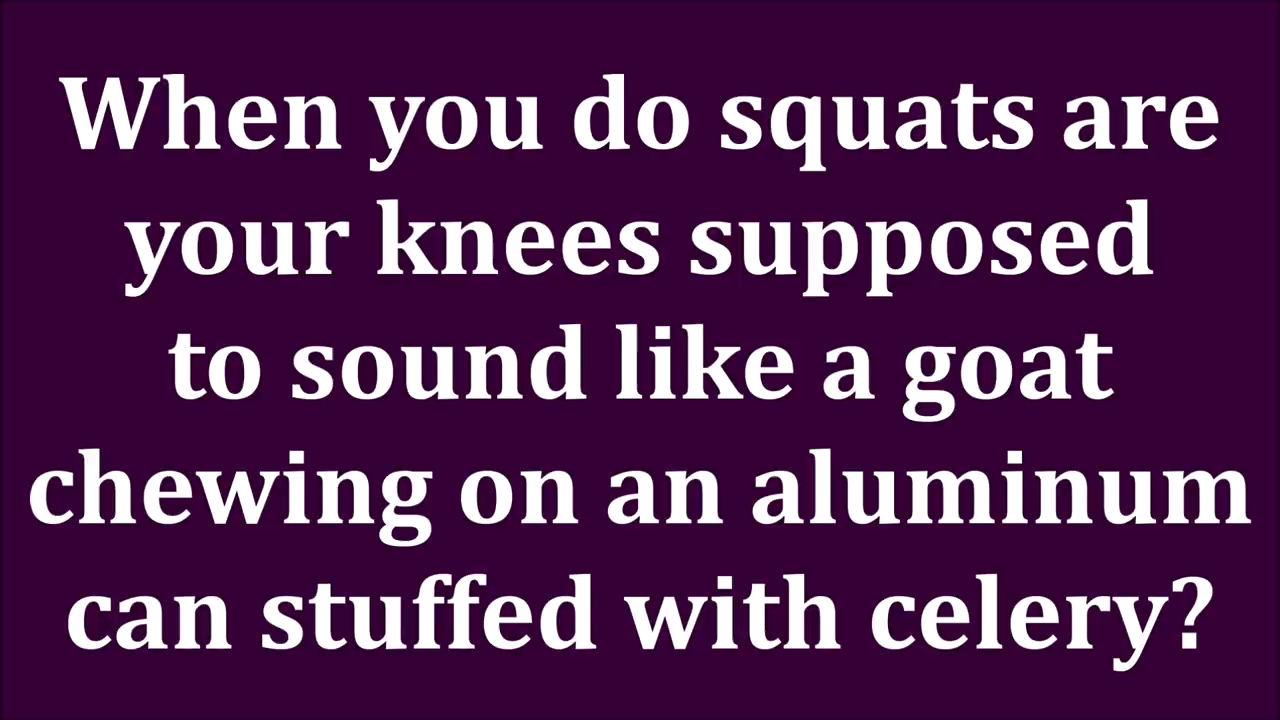 When you do squats are
your knees supposed
to sound like a goat
chewing on an aluminum
can stuffed with celery?